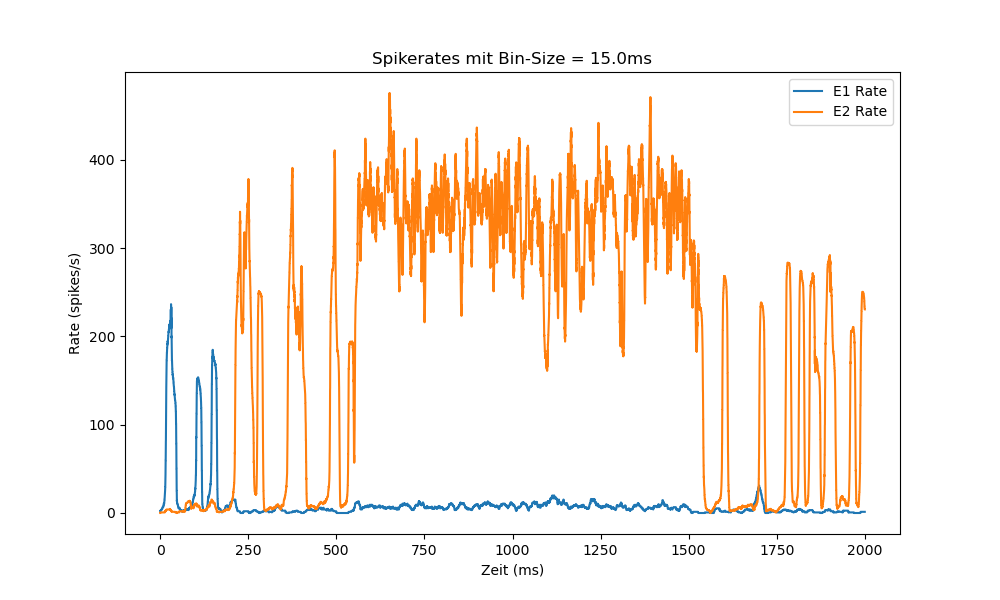 Spikerates mit Bin-Size = 15.0ms
E1 Rate
E2 Rate
Rate (spikes/s)
400
300
200
100
0
0 250 500 750 1000 1250 1500 1750 2000
Zeit (ms)